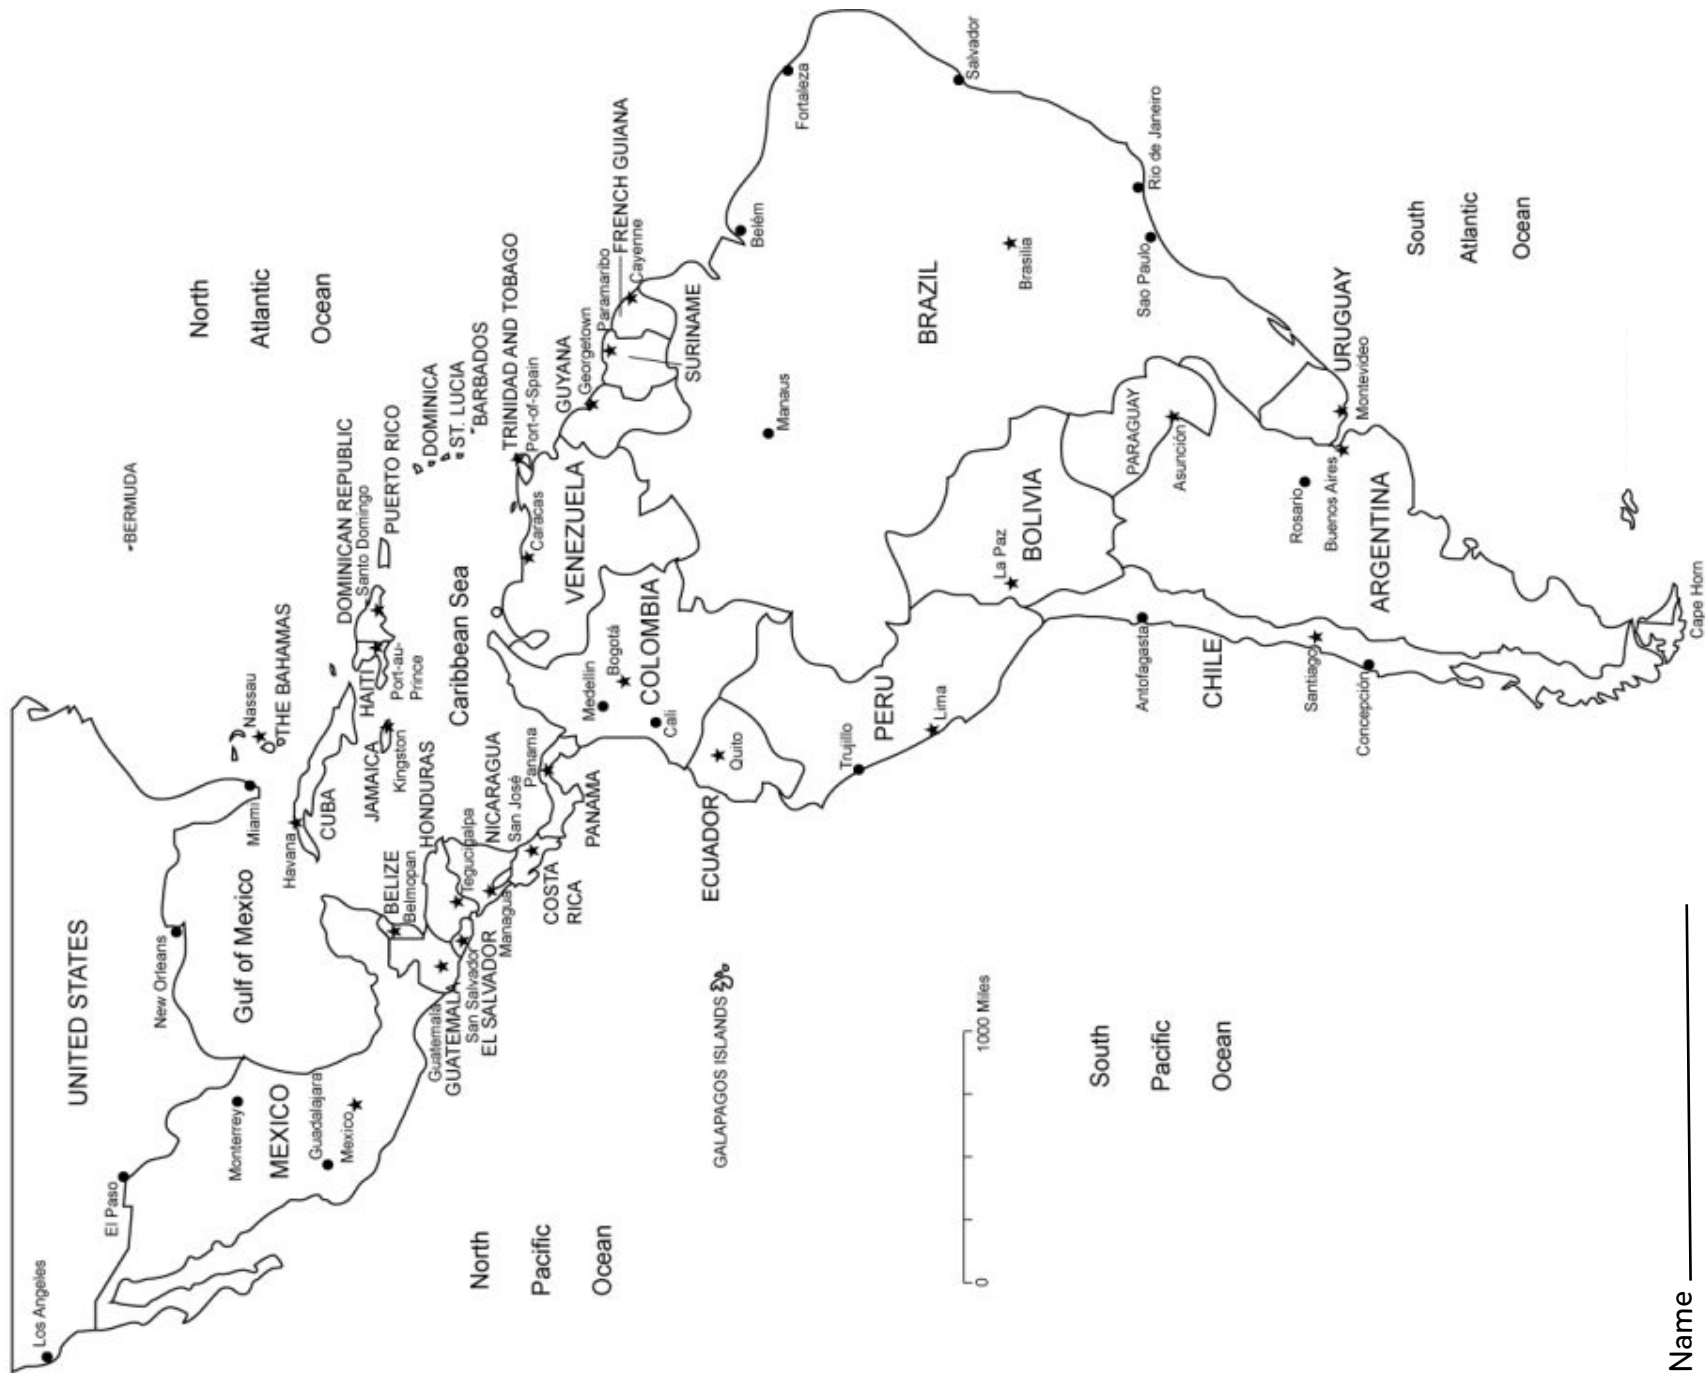 Name
Los Angeles
El Paso
UNITED STATES
New Orleans
Miami
Nassau
THE BAHAMAS
BERMUDA
North
Atlantic
Ocean
Monterrey
MEXICO
Guadalajara
Mexico
Gulf of Mexico
Havana
CUBA
JAMAICA
Kingston
HAITI
Port-au-
Prince
DOMINICAN REPUBLIC
Santo Domingo
PUERTO RICO
DOMINICA
ST. LUCIA
BARBADOS
Caribbean Sea
BELIZE
Belmopan
HONDURAS
Tegucigalpa
Guatemala
GUATEMALA
San Salvador
EL SALVADOR
NICARAGUA
Managua
San José
COSTA
RICA
Panama
PANAMA
North
Pacific
Ocean
TRINIDAD AND TOBAGO
Port-of-Spain
Caracas
VENEZUELA
GUYANA
Georgetown
Paramaribo
SURINAME
FRENCH GUIANA
Cayenne
Medellin
Bogotá
COLOMBIA
Cali
GALAPAGOS ISLANDS
ECUADOR
Quito
Belém
Fortaleza
Manaus
Trujillo
PERU
Lima
BRAZIL
Salvador
Brasilia
La Paz
BOLIVIA
0
1000 Miles
South
Pacific
Ocean
PARAGUAY
Asunción
Rio de Janeiro
Sao Paulo
Antofagasta
CHILE
Santiago
Concepción
Rosario
Buenos Aires
ARGENTINA
URUGUAY
Montevideo
South
Atlantic
Ocean
Cape Horn